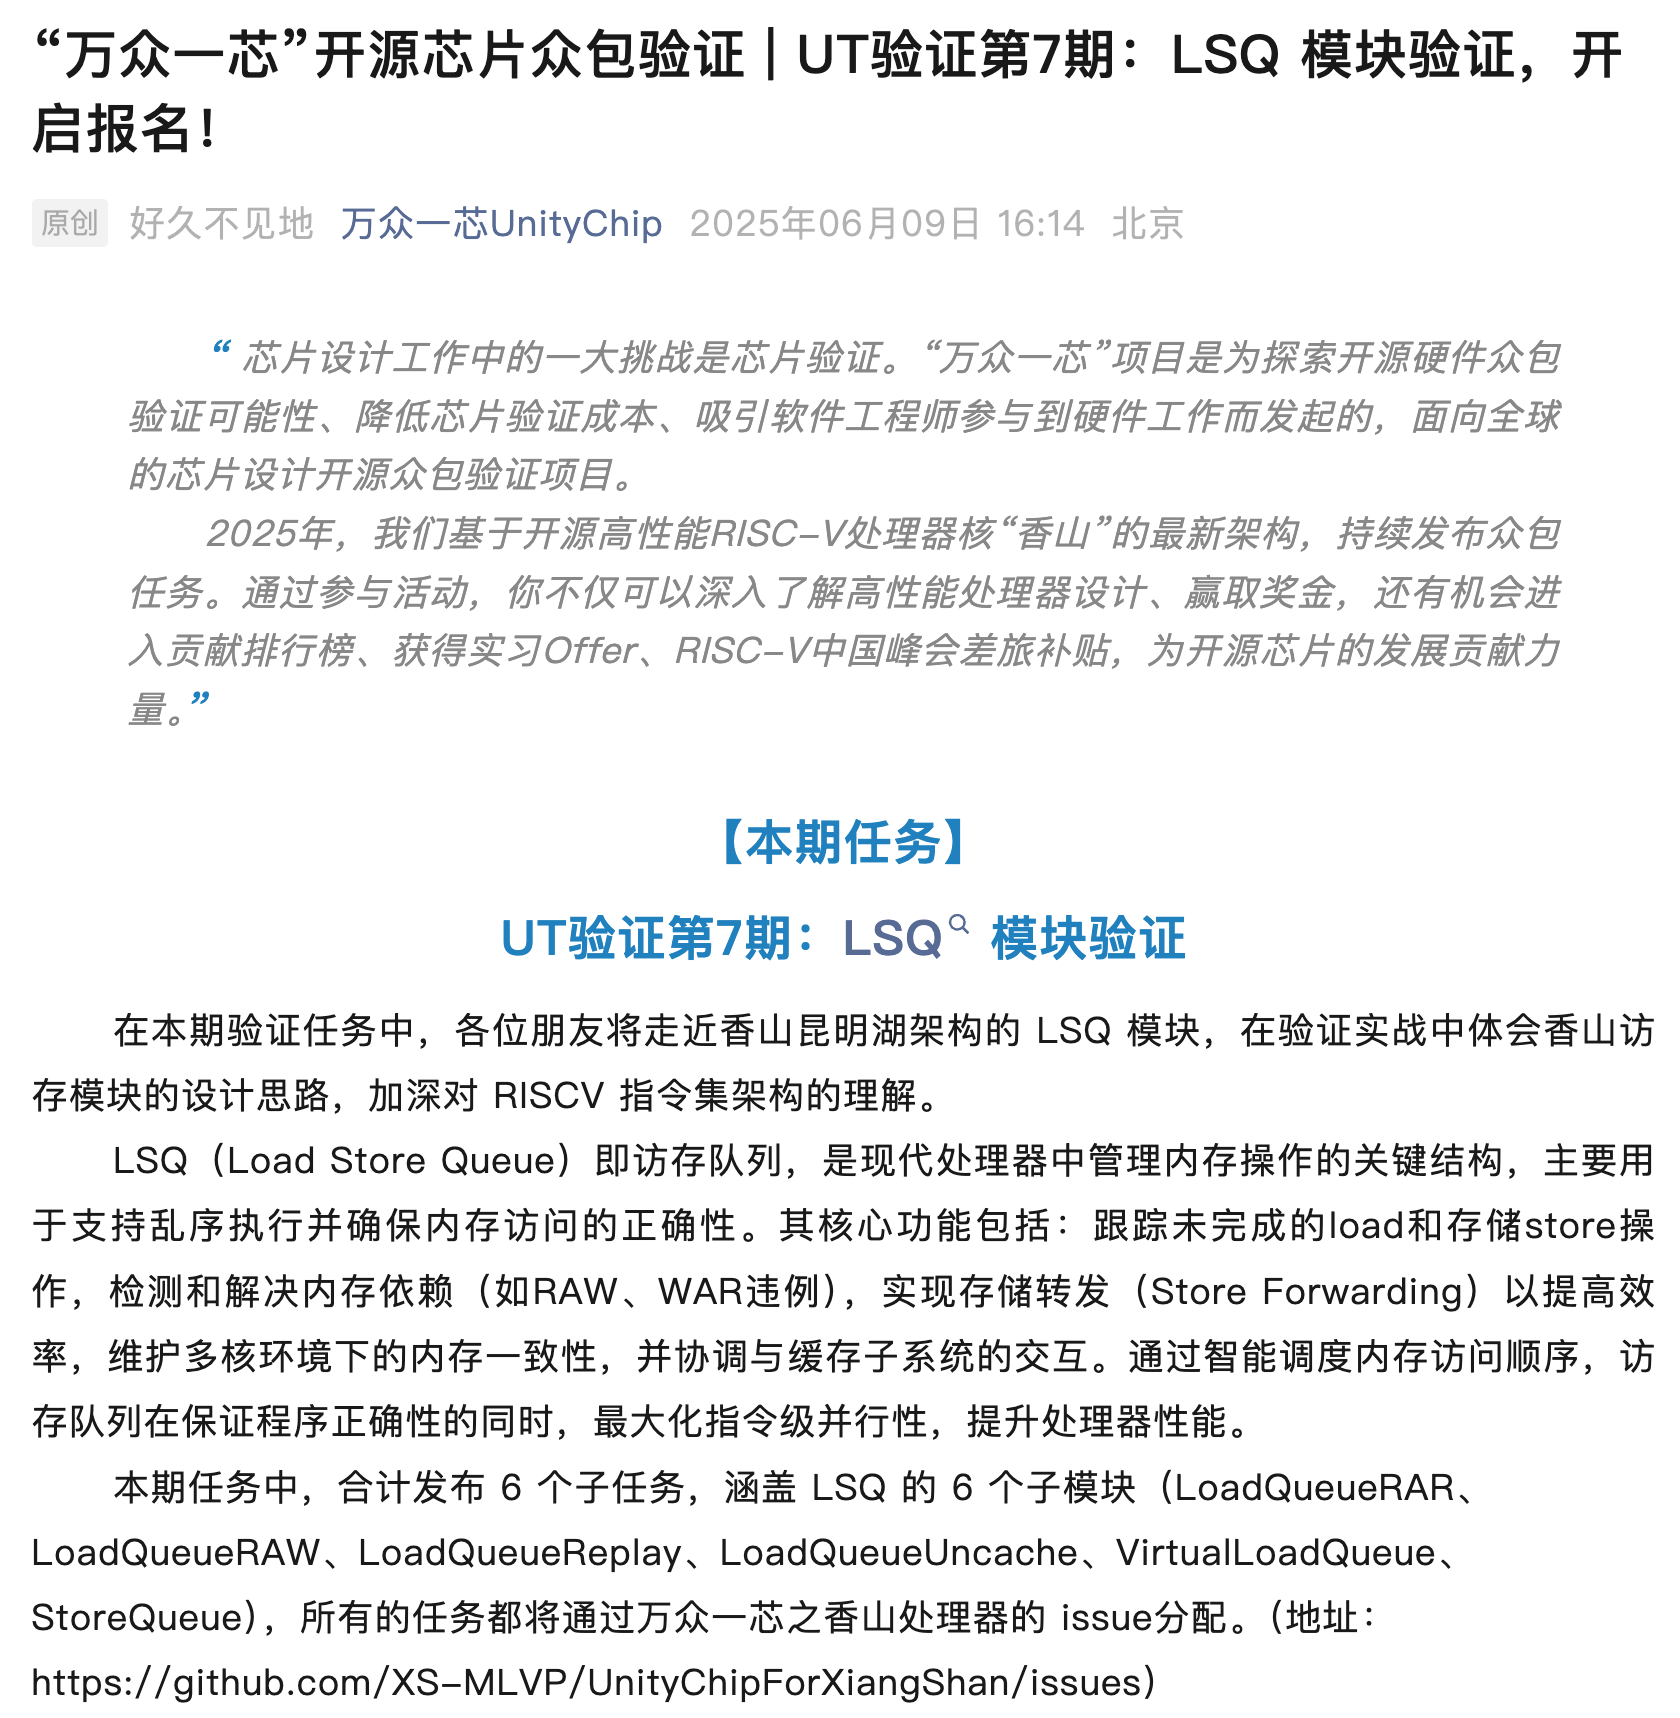 “万众一芯”开源芯片众包验证 | UT验证第7期：LSQ 模块验证，开
启报名！
原创 好久不见地 万众一芯UnityChip 2025年06月09日 16:14 北京
“ 芯片设计工作中的一大挑战是芯片验证。“万众一芯”项目是为探索开源硬件众包
验证可能性、降低芯片验证成本、吸引软件工程师参与到硬件工作而发起的，面向全球
的芯片设计开源众包验证项目。
2025年，我们基于开源高性能RISC-V处理器核“香山”的最新架构，持续发布众包
任务。通过参与活动，你不仅可以深入了解高性能处理器设计、赢取奖金，还有机会进
入贡献排行榜、获得实习Offer、RISC-V中国峰会差旅补贴，为开源芯片的发展贡献力
量。”
【本期任务】
UT验证第7期：LSQ 模块验证
在本期验证任务中，各位朋友将走近香山昆明湖架构的 LSQ 模块，在验证实战中体会香山访
存模块的设计思路，加深对 RISCV 指令集架构的理解。
LSQ（Load Store Queue）即访存队列，是现代处理器中管理内存操作的关键结构，主要用
于支持乱序执行并确保内存访问的正确性。其核心功能包括：跟踪未完成的load和存储store操
作，检测和解决内存依赖（如RAW、WAR违例），实现存储转发（Store Forwarding）以提高效
率，维护多核环境下的内存一致性，并协调与缓存子系统的交互。通过智能调度内存访问顺序，访
存队列在保证程序正确性的同时，最大化指令级并行性，提升处理器性能。
本期任务中，合计发布 6 个子任务，涵盖 LSQ 的 6 个子模块（LoadQueueRAR、
LoadQueueRAW、LoadQueueReplay、LoadQueueUncache、VirtualLoadQueue、
StoreQueue），所有的任务都将通过万众一芯之香山处理器的 issue分配。（地址：
https://github.com/XS-MLVP/UnityChipForXiangShan/issues）